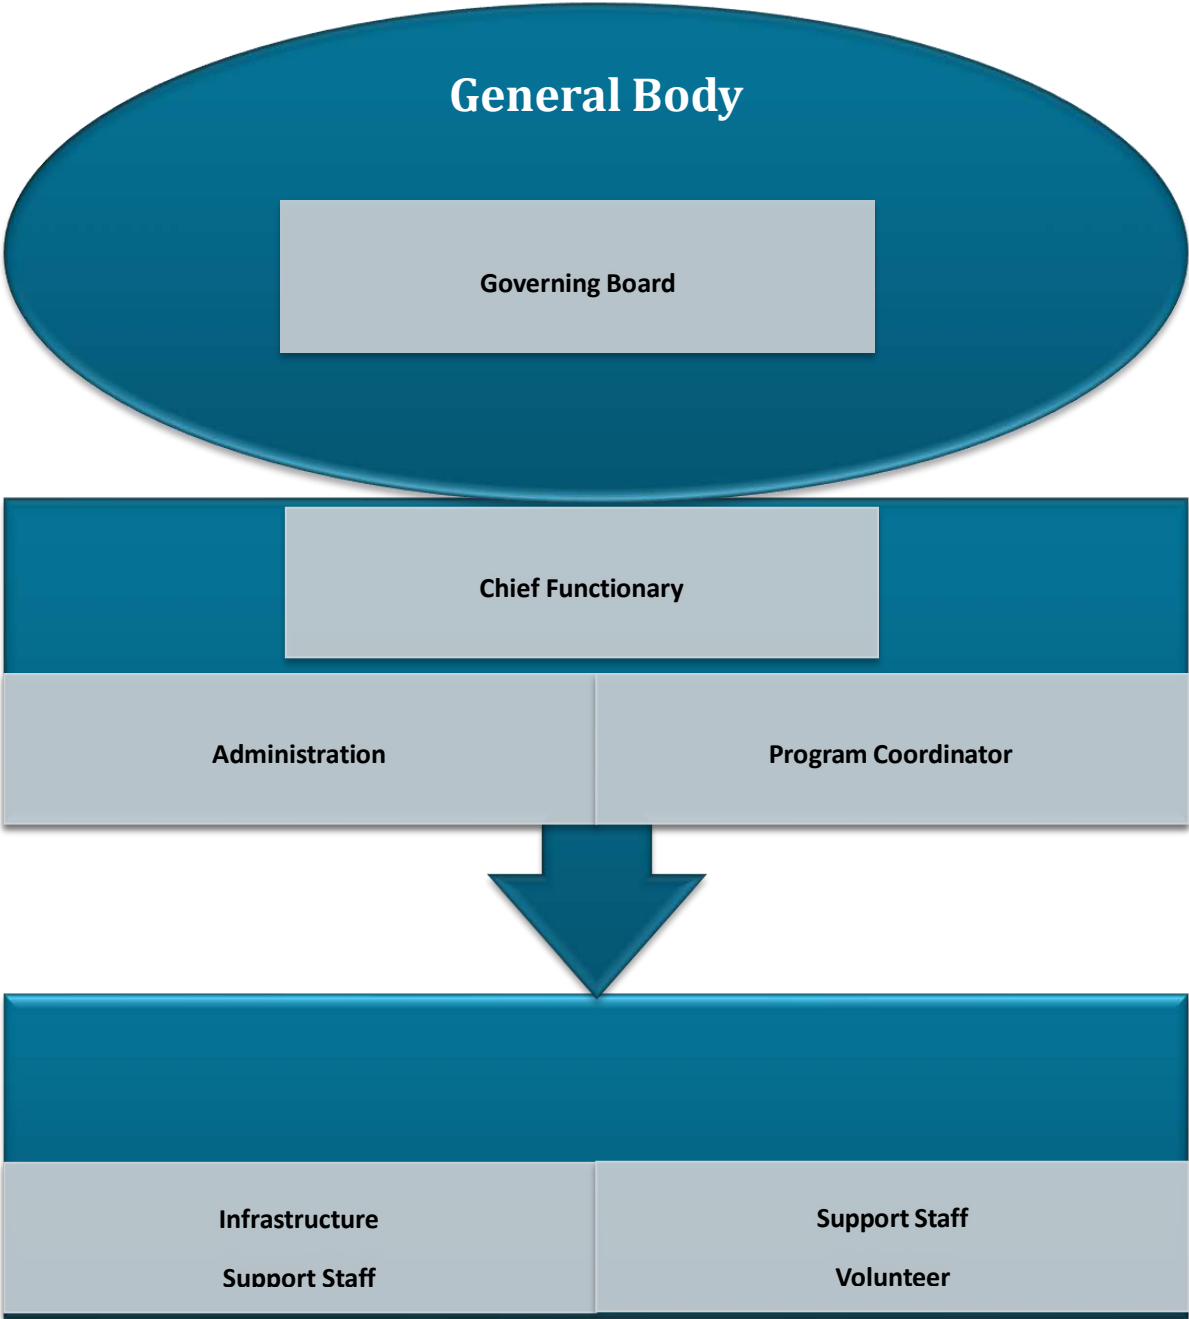 General Body
Governing Board
Chief Functionary
Administration
Program Coordinator
Infrastructure
Support Staff
Support Staff
Volunteer